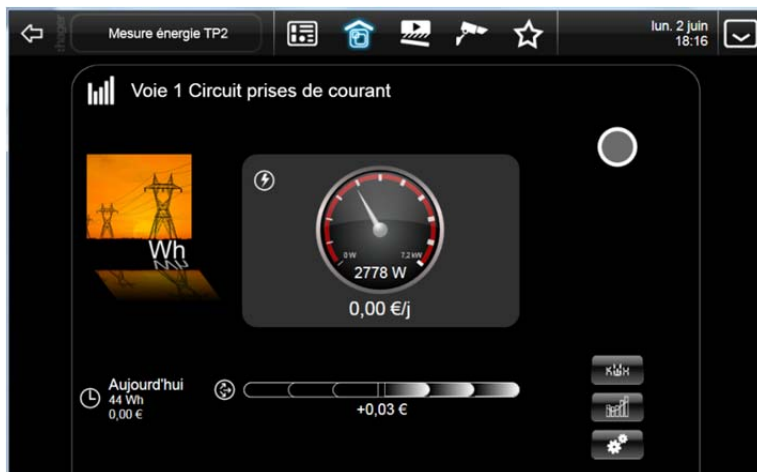 :hager
Mesure énergie TP2
lun. 2 juin
18:16
Voie 1 Circuit prises de courant
Wh
0 W
7,2 kW
2778 W
0,00 €/j
Aujourd'hui
44 Wh
0,00 €
+0,03 €